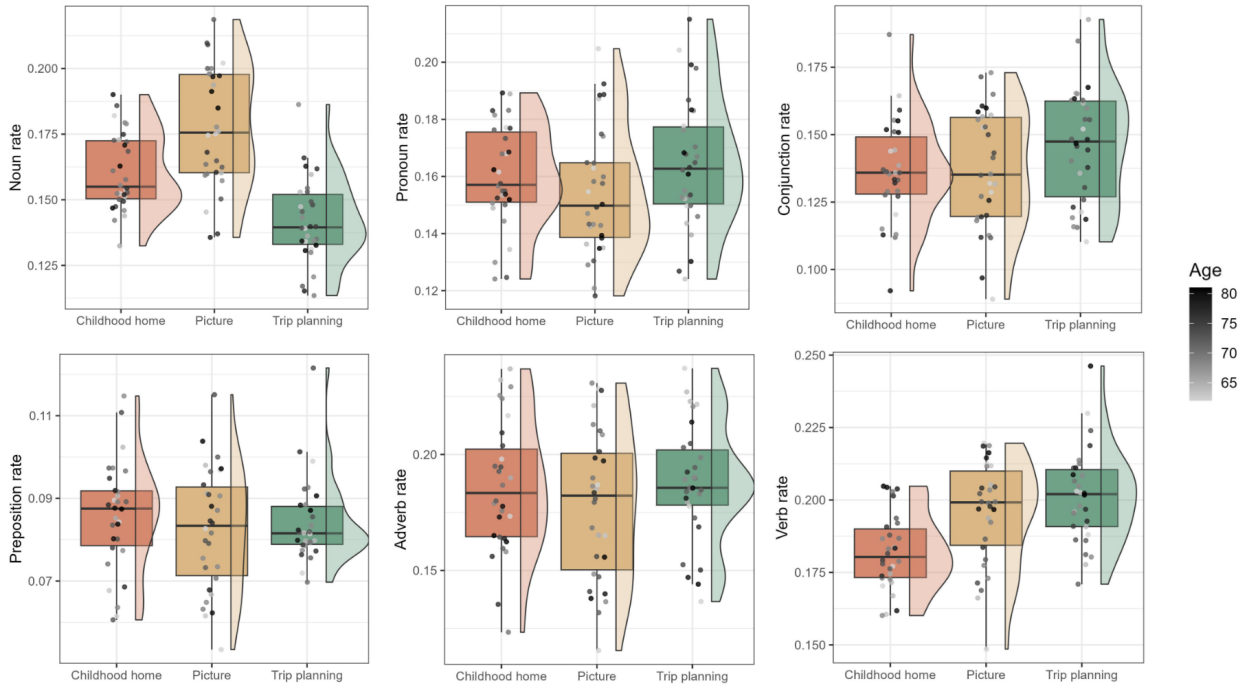 Noun rate
0.200
0.175
0.150
0.125
Childhood home Picture Trip planning
Pronoun rate
0.20
0.18
0.16
0.14
0.12
Childhood home Picture Trip planning
Conjunction rate
0.175
0.150
0.125
0.100
Childhood home Picture Trip planning
Preposition rate
0.11
0.09
0.07
Childhood home Picture Trip planning
Adverb rate
0.20
0.15
Childhood home Picture Trip planning
Verb rate
0.250
0.225
0.200
0.175
0.150
Childhood home Picture Trip planning
Age
80
75
70
65